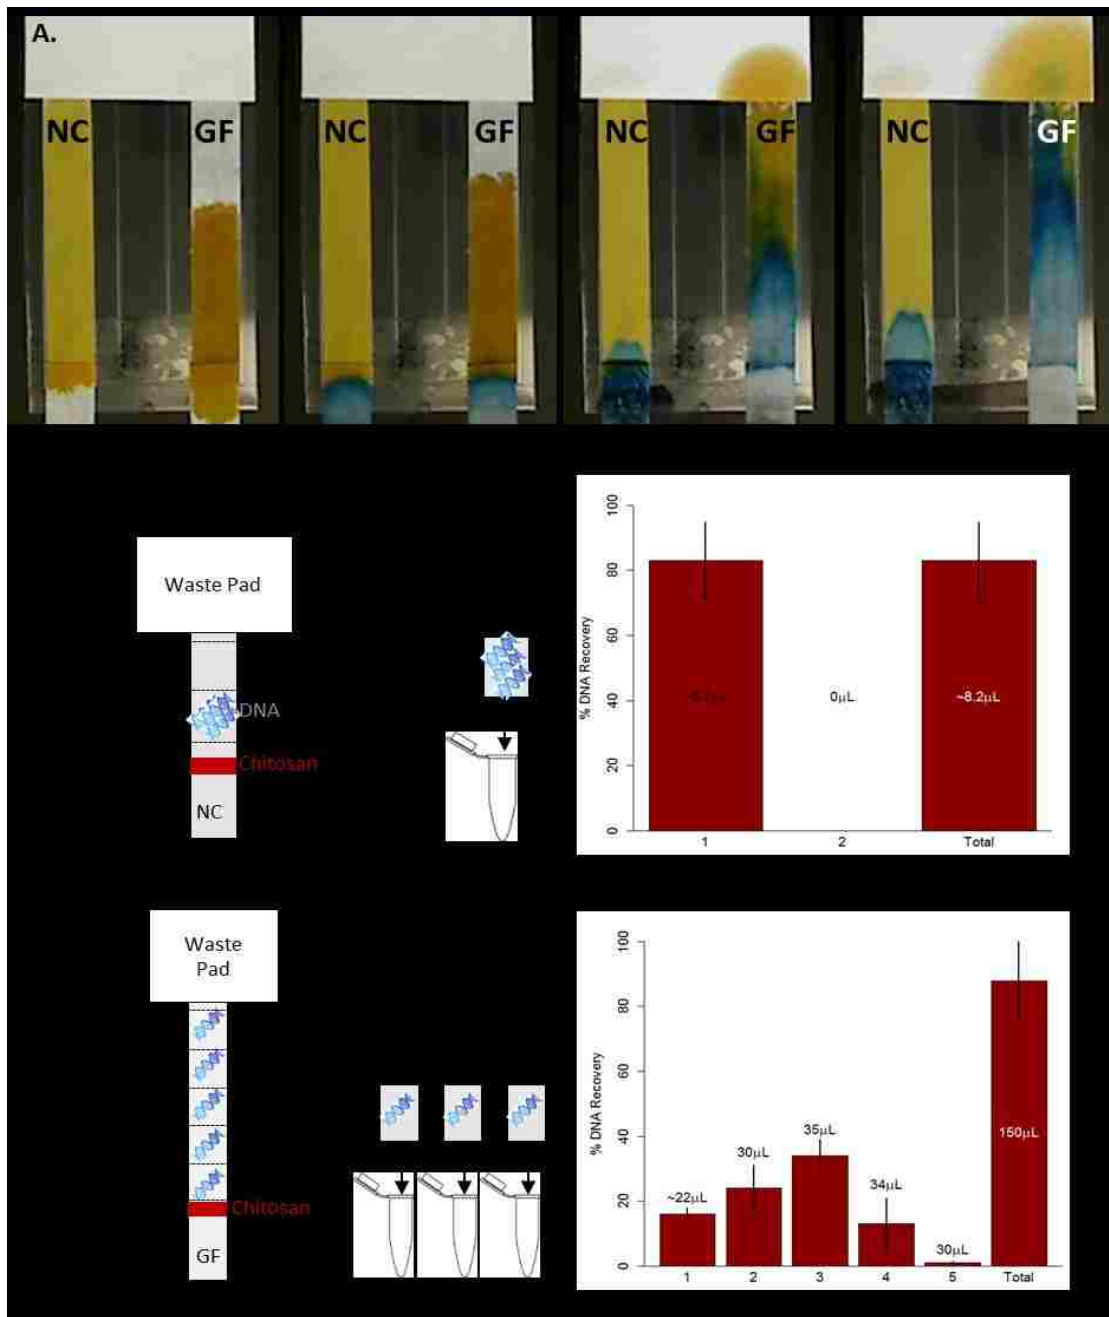 A.
NC
GF
NC
GF
NC
GF
NC
GF
Waste Pad
DNA
Chitosan
NC
% DNA Recovery
100
80
60
40
20
0
0µL
~8.2µL
1
2
Total
Waste
Pad
Chitosan
GF
% DNA Recovery
100
80
60
40
20
0
~22µL
30µL
35µL
34µL
30µL
150µL
1
2
3
4
5
Total